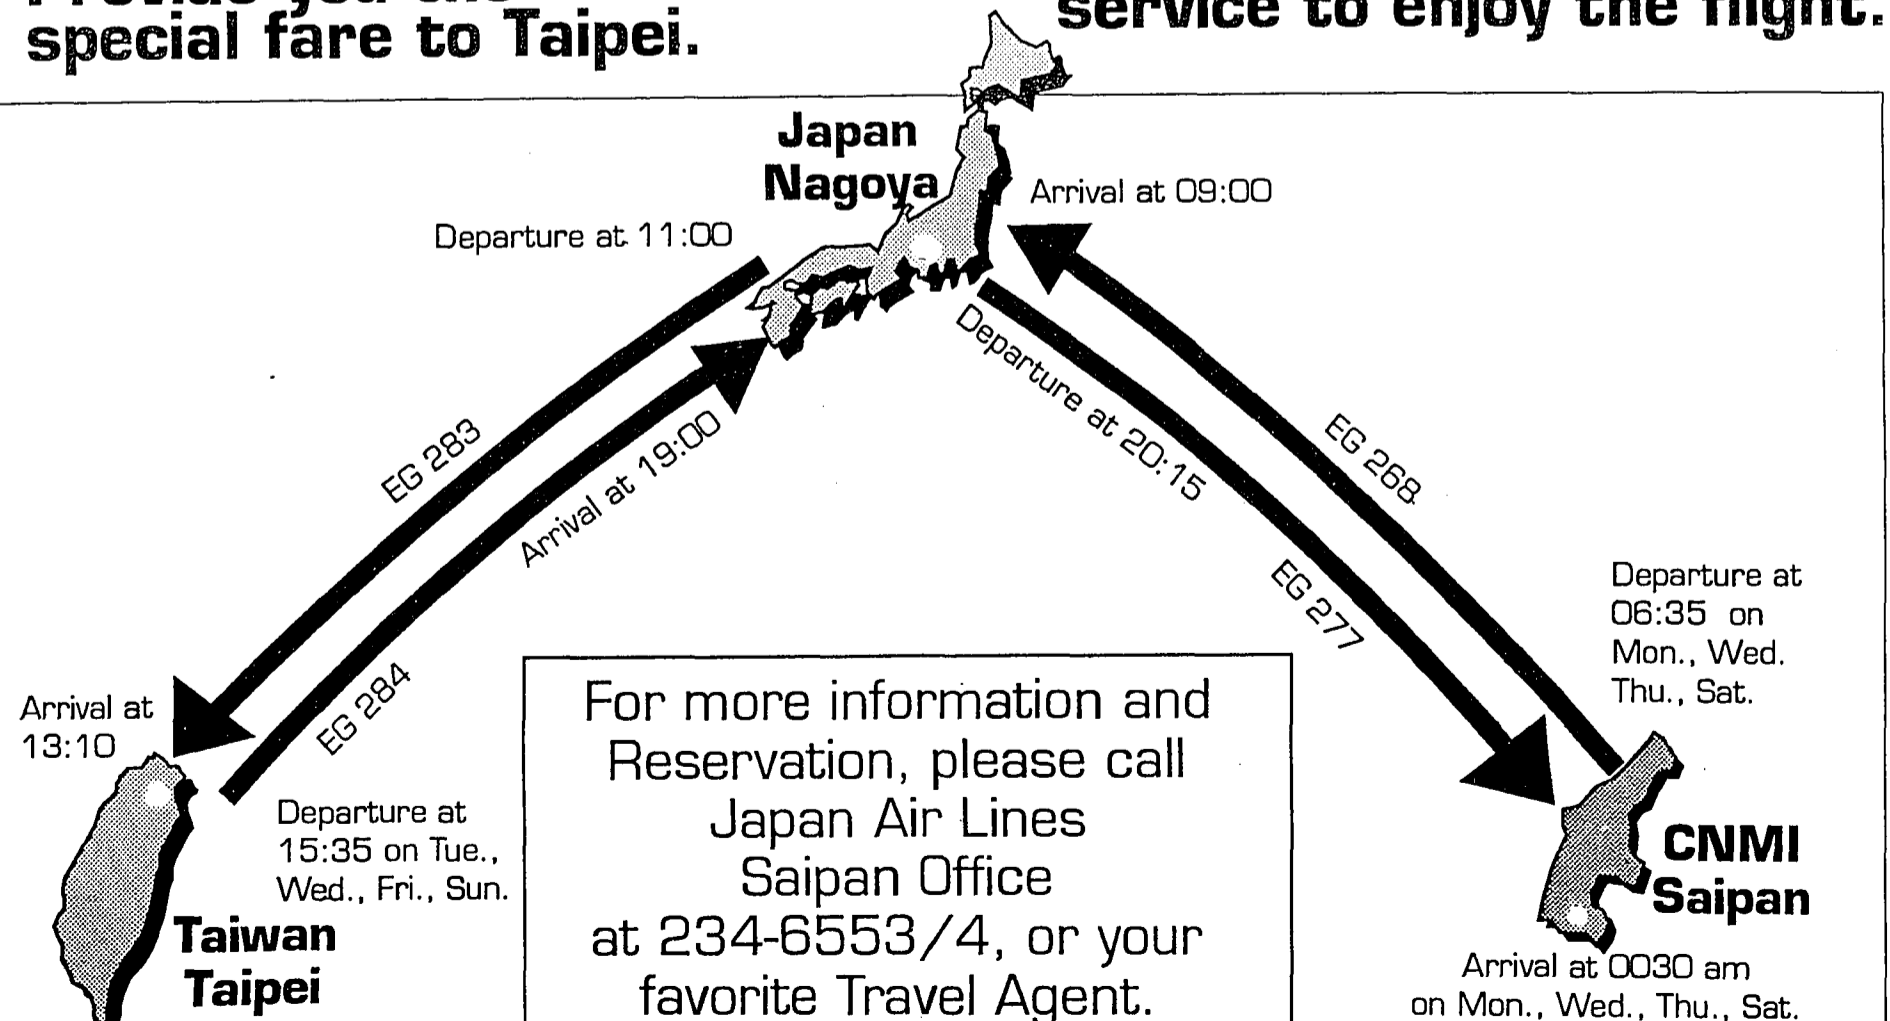 Provide you the
special fare to Taipei.
service to enjoy the flight.
Japan
Nagoya
Arrival at 09:00
Departure at 11:00
Departure at 20:15
EG 283
Arrival at 19:00
EG 268
EG 277
EG 284
Departure at
06:35 on
Mon., Wed.
Thu., Sat.
Arrival at
13:10
Departure at
15:35 on Tue.,
Wed., Fri., Sun.
Taiwan
Taipei
For more information and
Reservation, please call
Japan Air Lines
Saipan Office
at 234-6553/4, or your
favorite Travel Agent.
CNMI
Saipan
Arrival at 0030 am
on Mon., Wed., Thu., Sat.